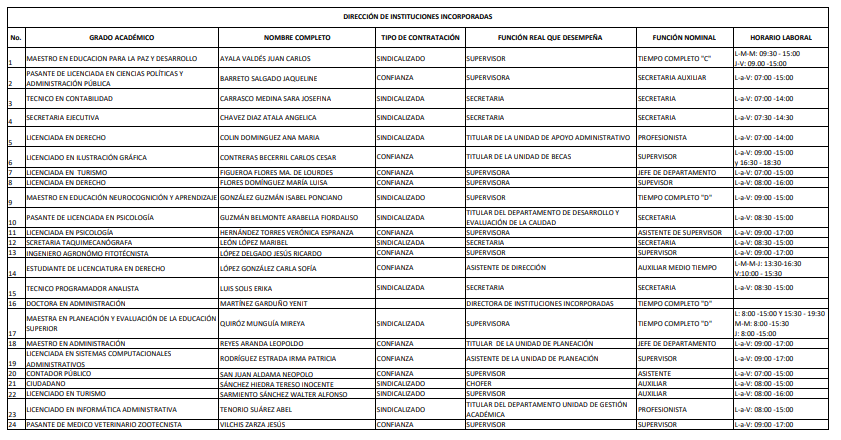 DIRECCIÓN DE INSTITUCIONES INCORPORADAS
No. GRADO ACADÉMICO NOMBRE COMPLETO TIPO DE CONTRATACIÓN FUNCIÓN REAL QUE DESEMPEÑA FUNCIÓN NOMINAL HORARIO LABORAL
1 MAESTRO EN EDUCACION PARA LA PAZ Y DESARROLLO AYALA VALDÉS JUAN CARLOS SINDICALIZADO SUPERVISOR TIEMPO COMPLETO "C" L-M-M: 09:30 - 15:00
J-V: 09.00 -15:00
2 PASANTE DE LICENCIADA EN CIENCIAS POLÍTICAS Y
ADMINISTRACIÓN PÚBLICA BARRETO SALGADO JAQUELINE CONFIANZA SUPERVISORA SECRETARIA AUXILIAR L-a-V: 07:00 -15:00
3 TECNICO EN CONTABILIDAD CARRASCO MEDINA SARA JOSEFINA SINDICALIZADA SECRETARIA SECRETARIA L-a-V: 07:00 -14:00
4 SECRETARIA EJECUTIVA CHAVEZ DIAZ ATALA ANGELICA SINDICALIZADA SECRETARIA SECRETARIA L-a-V: 07:30 -14:30
5 LICENCIADA EN DERECHO COLIN DOMINGUEZ ANA MARIA SINDICALIZADA TITULAR DE LA UNIDAD DE APOYO ADMINISTRATIVO PROFESIONISTA L-a-V: 07:00 -14:00
6 LICENCIADO EN ILUSTRACIÓN GRÁFICA CONTRERAS BECERRIL CARLOS CESAR CONFIANZA TITULAR DE LA UNIDAD DE BECAS SUPERVISOR L-a-V: 09:00 -15:00
y 16:30 - 18:30
7 LICENCIADA EN TURISMO FIGUEROA FLORES MA. DE LOURDES CONFIANZA SUPERVISORA JEFE DE DEPARTAMENTO L-a-V: 07:00 -15:00
8 LICENCIADA EN DERECHO FLORES DOMÍNGUEZ MARÍA LUISA CONFIANZA SUPERVISORA SUPEVISOR L-a-V: 08:00 -16:00
9 MAESTRO EN EDUCACIÓN NEUROCOGNICIÓN Y APRENDIZAJE GONZÁLEZ GUZMÁN ISABEL PONCIANO SINDICALIZADO SUPERVISOR TIEMPO COMPLETO "D" L-a-V: 09:00 -15:00
10 PASANTE DE LICENCIADA EN PSICOLOGÍA GUZMÁN BELMONTE ARABELLA FIORDALISO SINDICALIZADA TITULAR DEL DEPARTAMENTO DE DESARROLLO Y
EVALUACIÓN DE LA CALIDAD SECRETARIA L-a-V: 08:30 -15:00
11 LICENCIADA EN PSICOLOGÍA HERNÁNDEZ TORRES VERÓNICA ESPRANZA CONFIANZA SUPERVISORA ASISTENTE DE SUPERVISOR L-a-V: 09:00 -17:00
12 SCRETARIA TAQUIMECANÓGRAFA LEÓN LÓPEZ MARIBEL SINDICALIZADA SECRETARIA SECRETARIA L-a-V: 08:30 -15:00
13 INGENIERO AGRONÓMO FITOTÉCNISTA LÓPEZ DELGADO JESÚS RICARDO CONFIANZA SUPERVISOR SUPERVISOR L-a-V: 09:00 -17:00
14 ESTUDIANTE DE LICENCIATURA EN DERECHO LÓPEZ GONZÁLEZ CARLA SOFÍA CONFIANZA ASISTENTE DE DIRECCIÓN AUXILIAR MEDIO TIEMPO L-M-M-J: 13:30-16:30
V:10:00 - 15:30
15 TECNICO PROGRAMADOR ANALISTA LUIS SOLIS ERIKA SINDICALIZADA SECRETARIA SECRETARIA L-a-V: 08:30 -15:00
16 DOCTORA EN ADMINISTRACIÓN MARTÍNEZ GARDUÑO YENIT DIRECTORA DE INSTITUCIONES INCORPORADAS TIEMPO COMPLETO "D"
17 MAESTRA EN PLANEACIÓN Y EVALUACIÓN DE LA EDUCACIÓN
SUPERIOR QUIRÓZ MUNGUÍA MIREYA SINDICALIZADA SUPERVISORA TIEMPO COMPLETO "D" L: 8:00 -15:00 Y 15:30 - 19:30
M-M: 8:00 -15:30
J: 8:00 -15:00
18 MAESTRO EN ADMINISTRACIÓN REYES ARANDA LEOPOLDO CONFIANZA TITULAR DE LA UNIDAD DE PLANEACIÓN JEFE DE DEPARTAMENTO L-a-V: 09:00 -17:00
19 LICENCIADA EN SISTEMAS COMPUTACIONALES
ADMINISTRATIVOS RODRÍGUEZ ESTRADA IRMA PATRICIA CONFIANZA ASISTENTE DE LA UNIDAD DE PLANEACIÓN SUPERVISOR L-a-V: 09:00 -17:00
20 CONTADOR PÚBLICO SAN JUAN ALDAMA NEOPOLO CONFIANZA SUPERVISOR ASISTENTE L-a-V: 07:00 -15:00
21 CIUDADANO SÁNCHEZ HIEDRA TERESO INOCENTE SINDICALIZADO CHOFER AUXILIAR L-a-V: 08:00 -15:00
22 LICENCIADO EN TURISMO SARMIENTO SÁNCHEZ WALTER ALFONSO SINDICALIZADO SUPERVISOR AUXILIAR L-a-V: 08:00 -16:00
23 LICENCIADO EN INFORMÁTICA ADMINISTRATIVA TENORIO SUÁREZ ABEL SINDICALIZADO TITULAR DEL DEPARTAMENTO UNIDAD DE GESTIÓN
ACADÉMICA PROFESIONISTA L-a-V: 08:00 -15:00
24 PASANTE DE MEDICO VETERINARIO ZOOTECNISTA VILCHIS ZARZA JESÚS CONFIANZA SUPERVISOR SUPERVISOR L-a-V: 09:00 -17:00